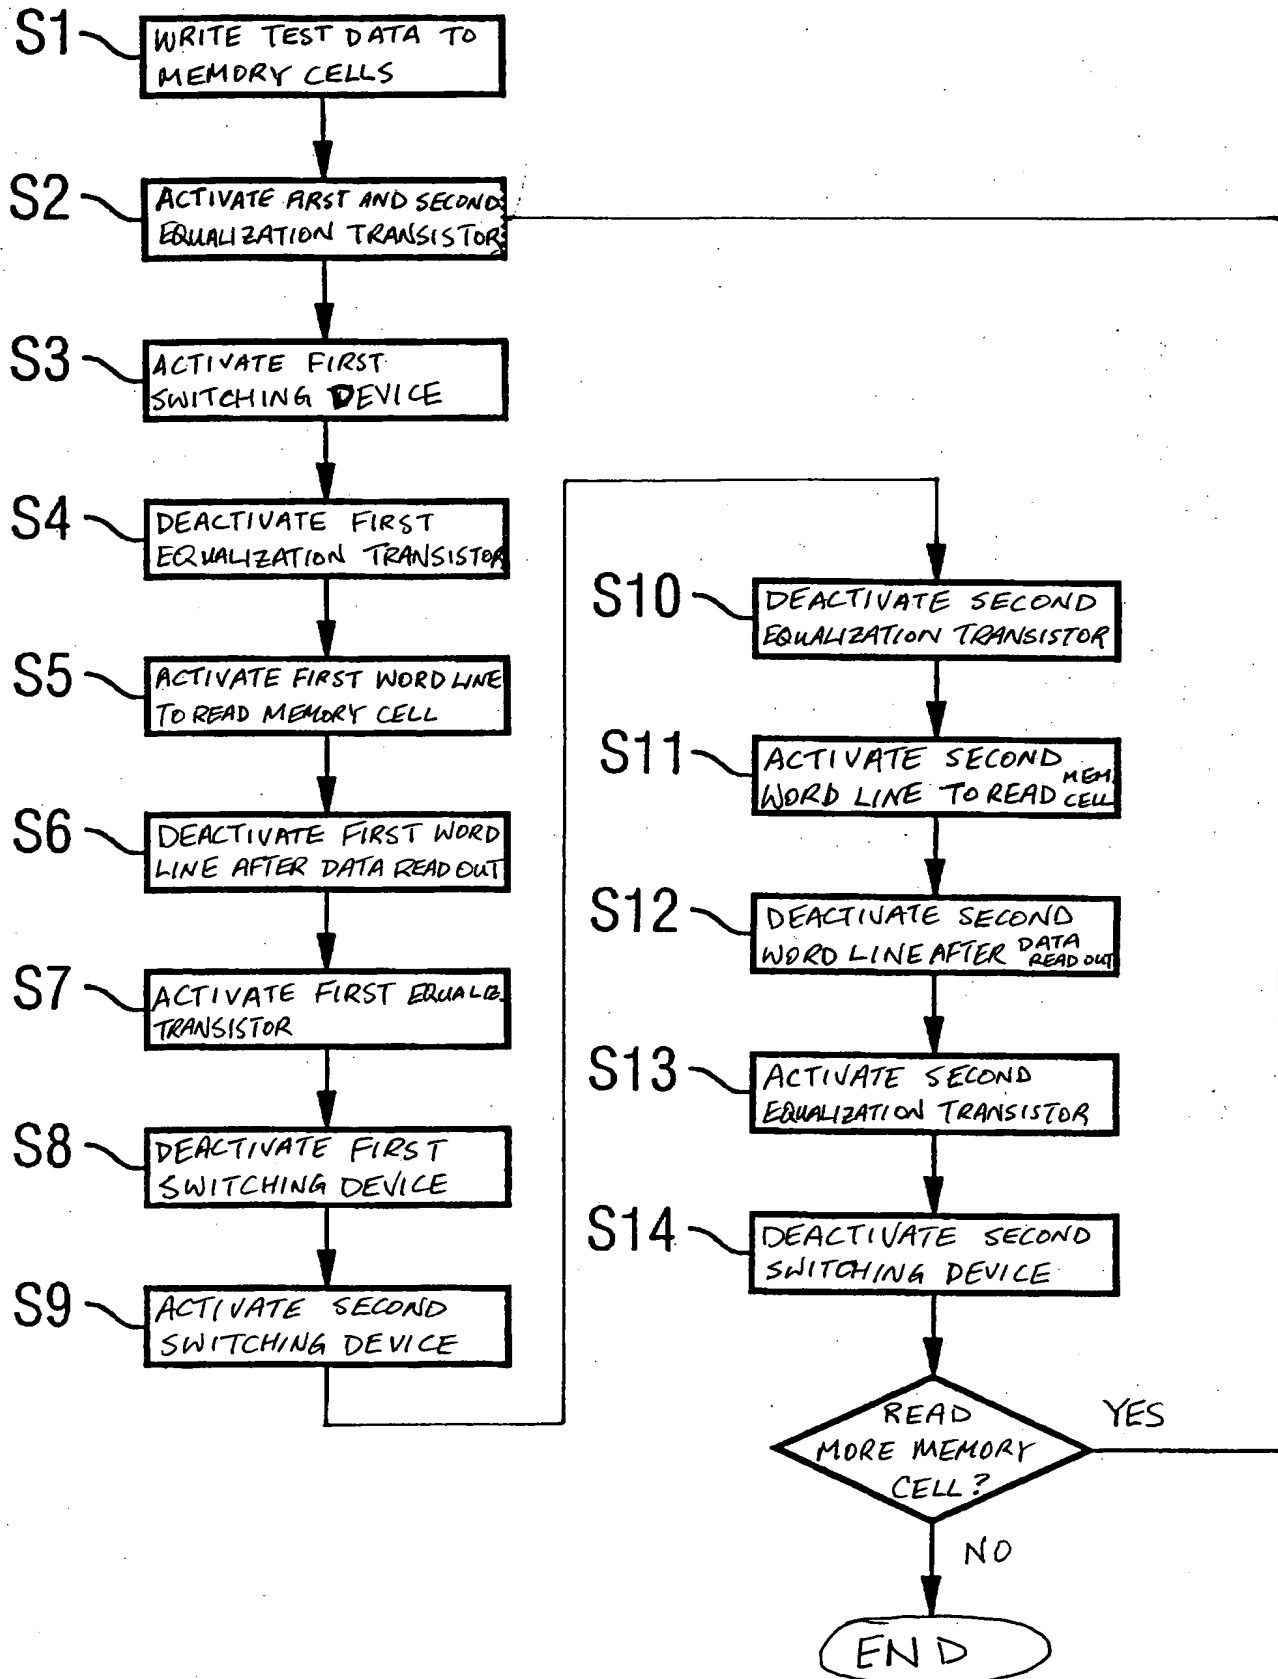 S1
WRITE TEST DATA TO
MEMORY CELLS
S2
ACTIVATE FIRST AND SECOND
EQUALIZATION TRANSISTOR
S3
ACTIVATE FIRST
SWITCHING DEVICE
S4
DEACTIVATE FIRST
EQUALIZATION TRANSISTOR
S5
ACTIVATE FIRST WORD LINE
TO READ MEMORY CELL
S6
DEACTIVATE FIRST WORD
LINE AFTER DATA READ OUT
S7
ACTIVATE FIRST EQUALIZ.
TRANSISTOR
S8
DEACTIVATE FIRST
SWITCHING DEVICE
S9
ACTIVATE SECOND
SWITCHING DEVICE
S10
DEACTIVATE SECOND
EQUALIZATION TRANSISTOR
S11
ACTIVATE SECOND
WORD LINE TO READ MEM.
CELL
S12
DEACTIVATE SECOND
WORD LINE AFTER DATA
READ OUT
S13
ACTIVATE SECOND
EQUALIZATION TRANSISTOR
S14
DEACTIVATE SECOND
SWITCHING DEVICE
READ
MORE MEMORY
CELL?
YES
NO
END